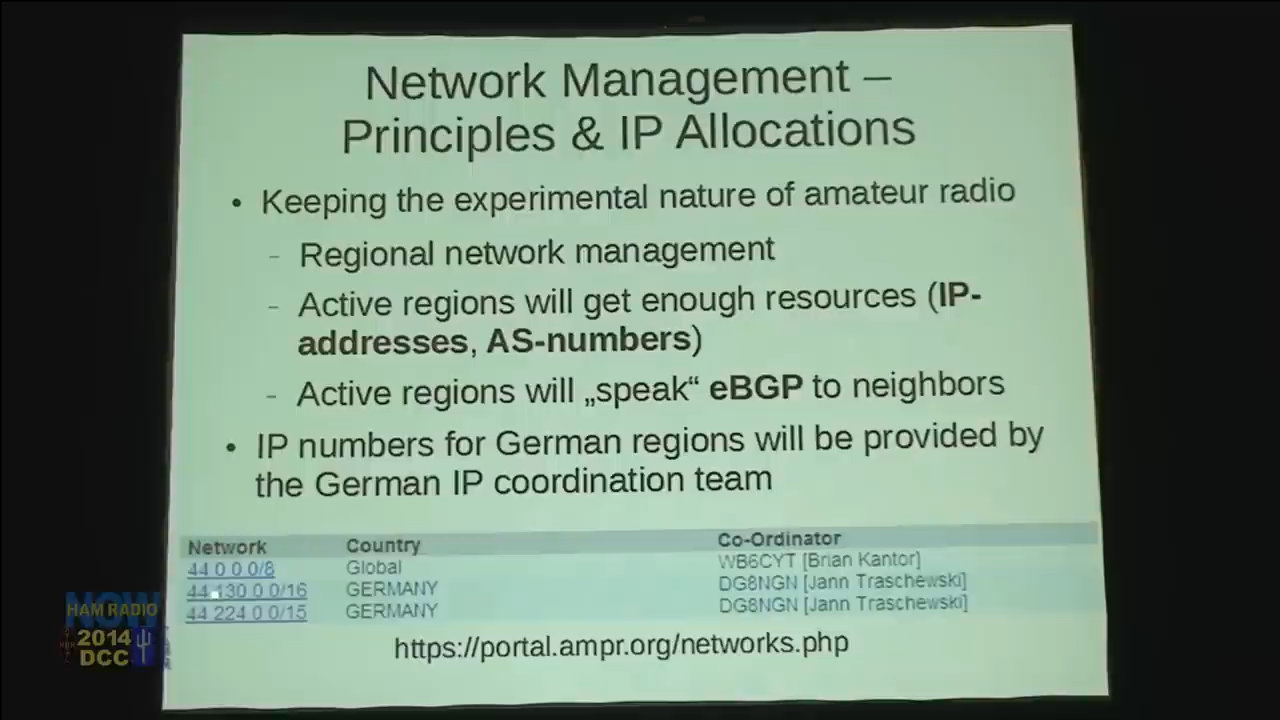 Network Management –
Principles & IP Allocations
• Keeping the experimental nature of amateur radio
- Regional network management
- Active regions will get enough resources (IP-
addresses, AS-numbers)
- Active regions will „speak“ eBGP to neighbors
• IP numbers for German regions will be provided by
the German IP coordination team
Network Country Co-Ordinator
44.0.0.0/8 Global WB6CYT [Brian Kantor]
44.130.0.0/16 GERMANY DG8NGN [Jann Traschewski]
44.224.0.0/15 GERMANY DG8NGN [Jann Traschewski]
https://portal.ampr.org/networks.php
NOW
HAM RADIO
2014
DCC